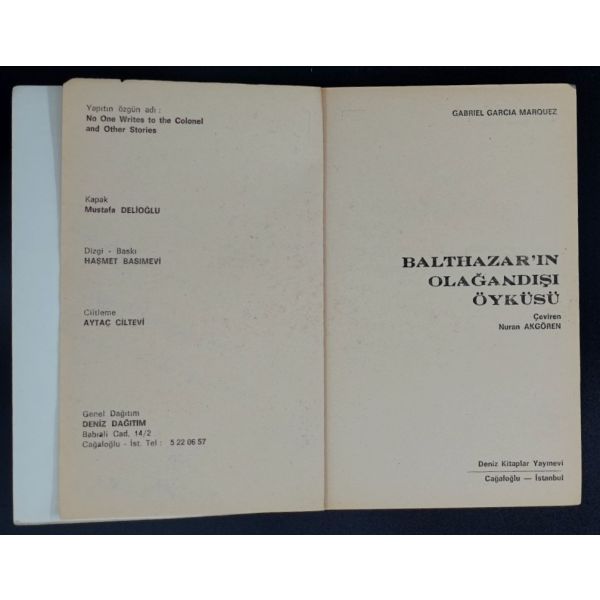 Yapıtın özgün adı :
No One Writes to the Colonel
and Other Stories
Kapak
Mustafa DELİOĞLU
Dizgi - Baskı
HAŞMET BASIMEVİ
Ciltleme
AYTAÇ CİLTEVİ
Genel Dağıtım
DENİZ DAĞITIM
Babıali Cad. 14/2
Cağaloğlu - İst. Tel : 5 22 06 57
GABRIEL GARCIA MARQUEZ
BALTHAZAR'IN
OLAĞANDIŞI
ÖYKÜSÜ
Çeviren
Nuran AKGÖREN
Deniz Kitaplar Yayınevi
Cağaloğlu — İstanbul